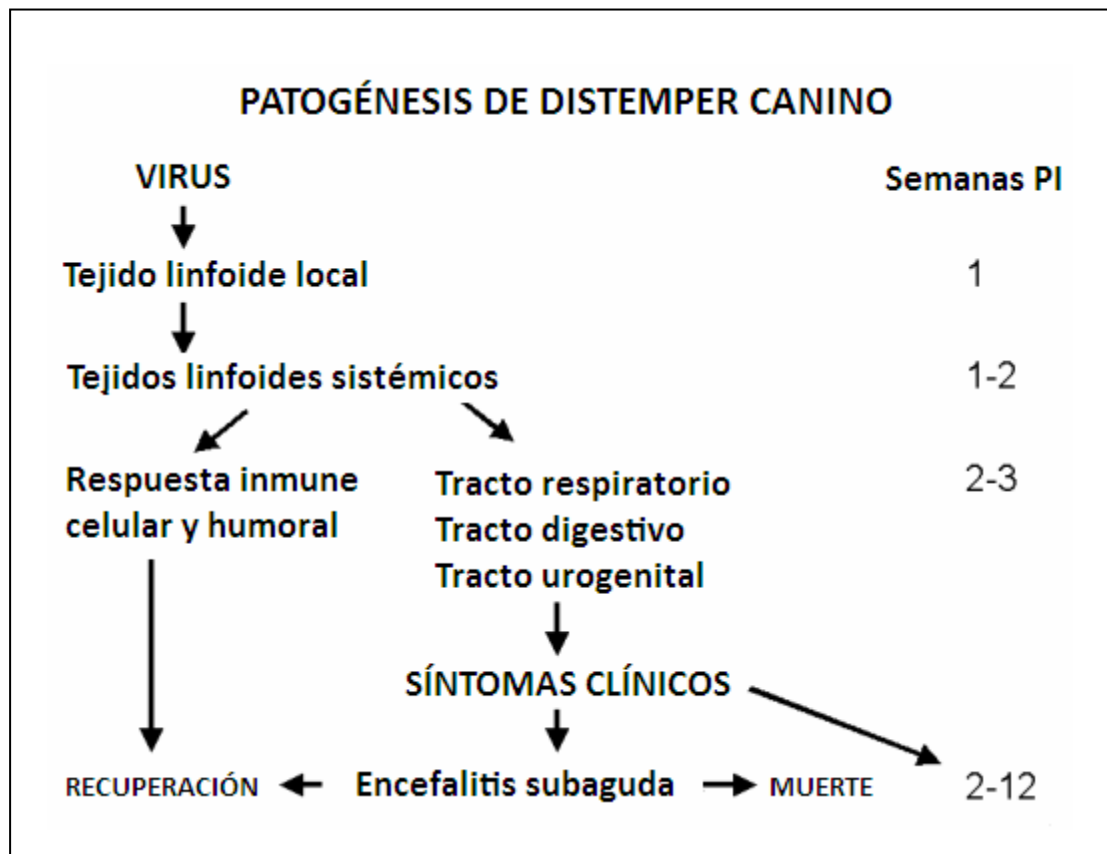 PATOGÉNESIS DE DISTEMPER CANINO
VIRUS
Semanas PI
Tejido linfoide local
1
Tejidos linfoides sistémicos
1-2
Respuesta inmune
celular y humoral
Tracto respiratorio
Tracto digestivo
Tracto urogenital
2-3
SÍNTOMAS CLÍNICOS
RECUPERACIÓN
Encefalitis subaguda
MUERTE
2-12